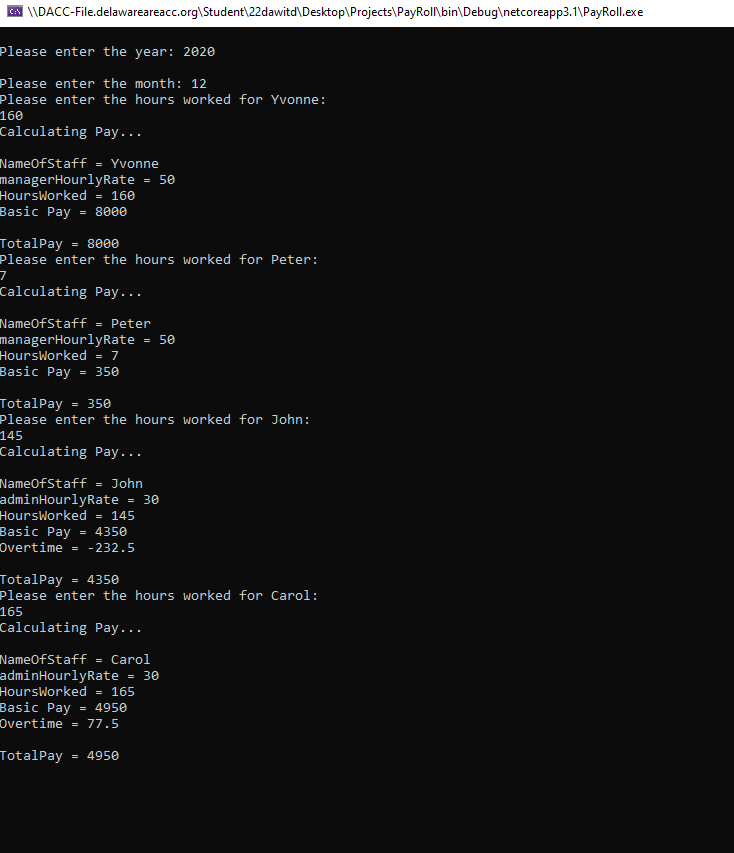 \\DACC-File.delawareareacc.org\Student\22dawitd\Desktop\Projects\PayRoll\bin\Debug\netcoreapp3.1\PayRoll.exe
Please enter the year: 2020
Please enter the month: 12
Please enter the hours worked for Yvonne:
160
Calculating Pay...
NameOfStaff = Yvonne
managerHourlyRate = 50
HoursWorked = 160
Basic Pay = 8000
TotalPay = 8000
Please enter the hours worked for Peter:
7
Calculating Pay...
NameOfStaff = Peter
managerHourlyRate = 50
HoursWorked = 7
Basic Pay = 350
TotalPay = 350
Please enter the hours worked for John:
145
Calculating Pay...
NameOfStaff = John
adminHourlyRate = 30
HoursWorked = 145
Basic Pay = 4350
Overtime = -232.5
TotalPay = 4350
Please enter the hours worked for Carol:
165
Calculating Pay...
NameOfStaff = Carol
adminHourlyRate = 30
HoursWorked = 165
Basic Pay = 4950
Overtime = 77.5
TotalPay = 4950